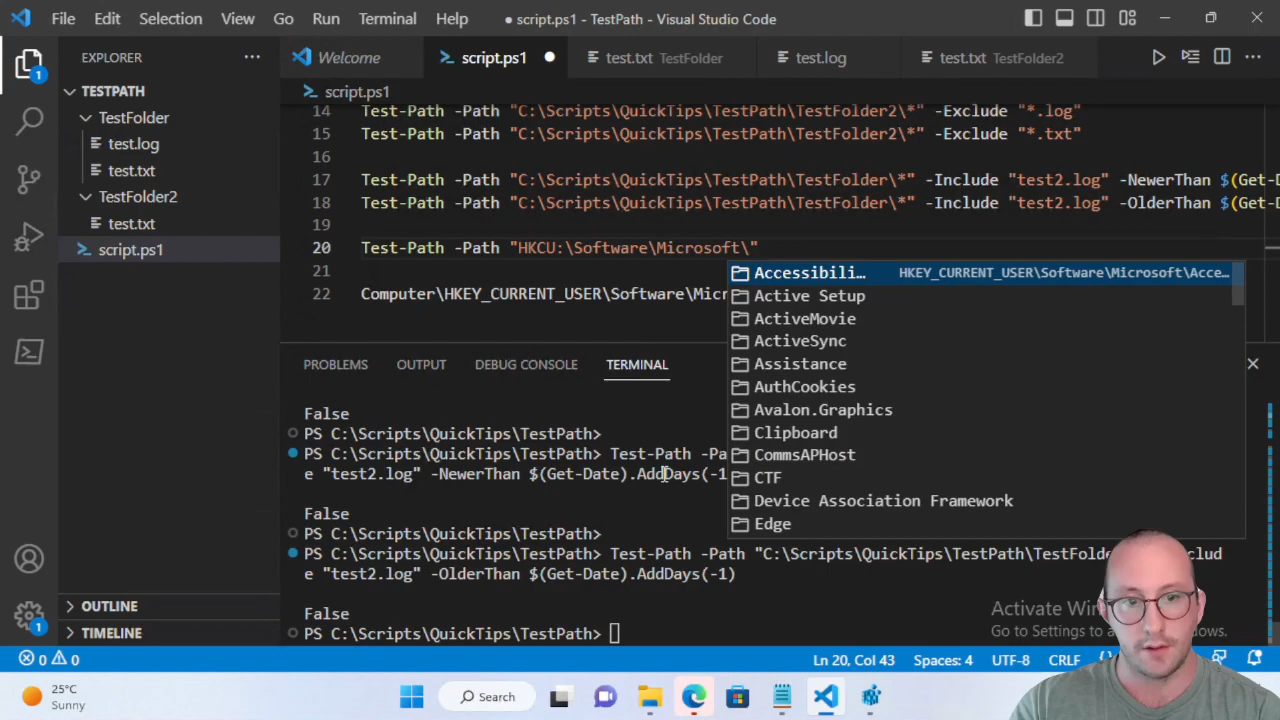 File Edit Selection View Go Run Terminal Help
● script.ps1 - TestPath - Visual Studio Code
EXPLORER
TESTPATH
TestFolder
test.log
test.txt
TestFolder2
test.txt
script.ps1
OUTLINE
TIMELINE
1
1
Welcome
script.ps1
test.txt TestFolder
test.log
test.txt TestFolder2
script.ps1
14 Test-Path -Path "C:\Scripts\QuickTips\TestPath\TestFolder2\*" -Exclude "*.log"
15 Test-Path -Path "C:\Scripts\QuickTips\TestPath\TestFolder2\*" -Exclude "*.txt"
16
17 Test-Path -Path "C:\Scripts\QuickTips\TestPath\TestFolder\*" -Include "test2.log" -NewerThan $(Get-D
18 Test-Path -Path "C:\Scripts\QuickTips\TestPath\TestFolder\*" -Include "test2.log" -OlderThan $(Get-D
19
20 Test-Path -Path "HKCU:\Software\Microsoft\"
21
22 Computer\HKEY_CURRENT_USER\Software\Micr
Accessibili… HKEY_CURRENT_USER\Software\Microsoft\Acce…
Active Setup
ActiveMovie
ActiveSync
Assistance
AuthCookies
Avalon.Graphics
Clipboard
CommsAPHost
CTF
Device Association Framework
Edge
PROBLEMS OUTPUT DEBUG CONSOLE TERMINAL
False
PS C:\Scripts\QuickTips\TestPath>
PS C:\Scripts\QuickTips\TestPath> Test-Path -Pa
e "test2.log" -NewerThan $(Get-Date).AddDays(-1
False
PS C:\Scripts\QuickTips\TestPath>
PS C:\Scripts\QuickTips\TestPath> Test-Path -Path "C:\Scripts\QuickTips\TestPath\TestFolde clud
e "test2.log" -OlderThan $(Get-Date).AddDays(-1)
False
PS C:\Scripts\QuickTips\TestPath>
Activate Win
Go to Settings to a ndows.
0 0
Ln 20, Col 43 Spaces: 4 UTF-8 CRLF {}
25°C
Sunny
Search